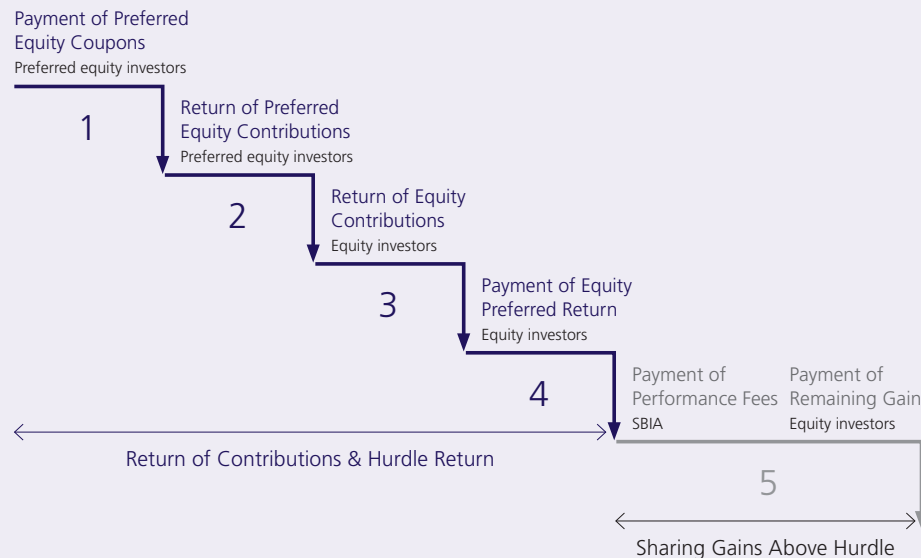 Payment of Preferred
Equity Coupons
Preferred equity investors
1
Return of Preferred
Equity Contributions
Preferred equity investors
2
Return of Equity
Contributions
Equity investors
3
Payment of Equity
Preferred Return
Equity investors
4
Payment of
Performance Fees
SBIA
Payment of
Remaining Gain
Equity investors
5
Return of Contributions & Hurdle Return
Sharing Gains Above Hurdle